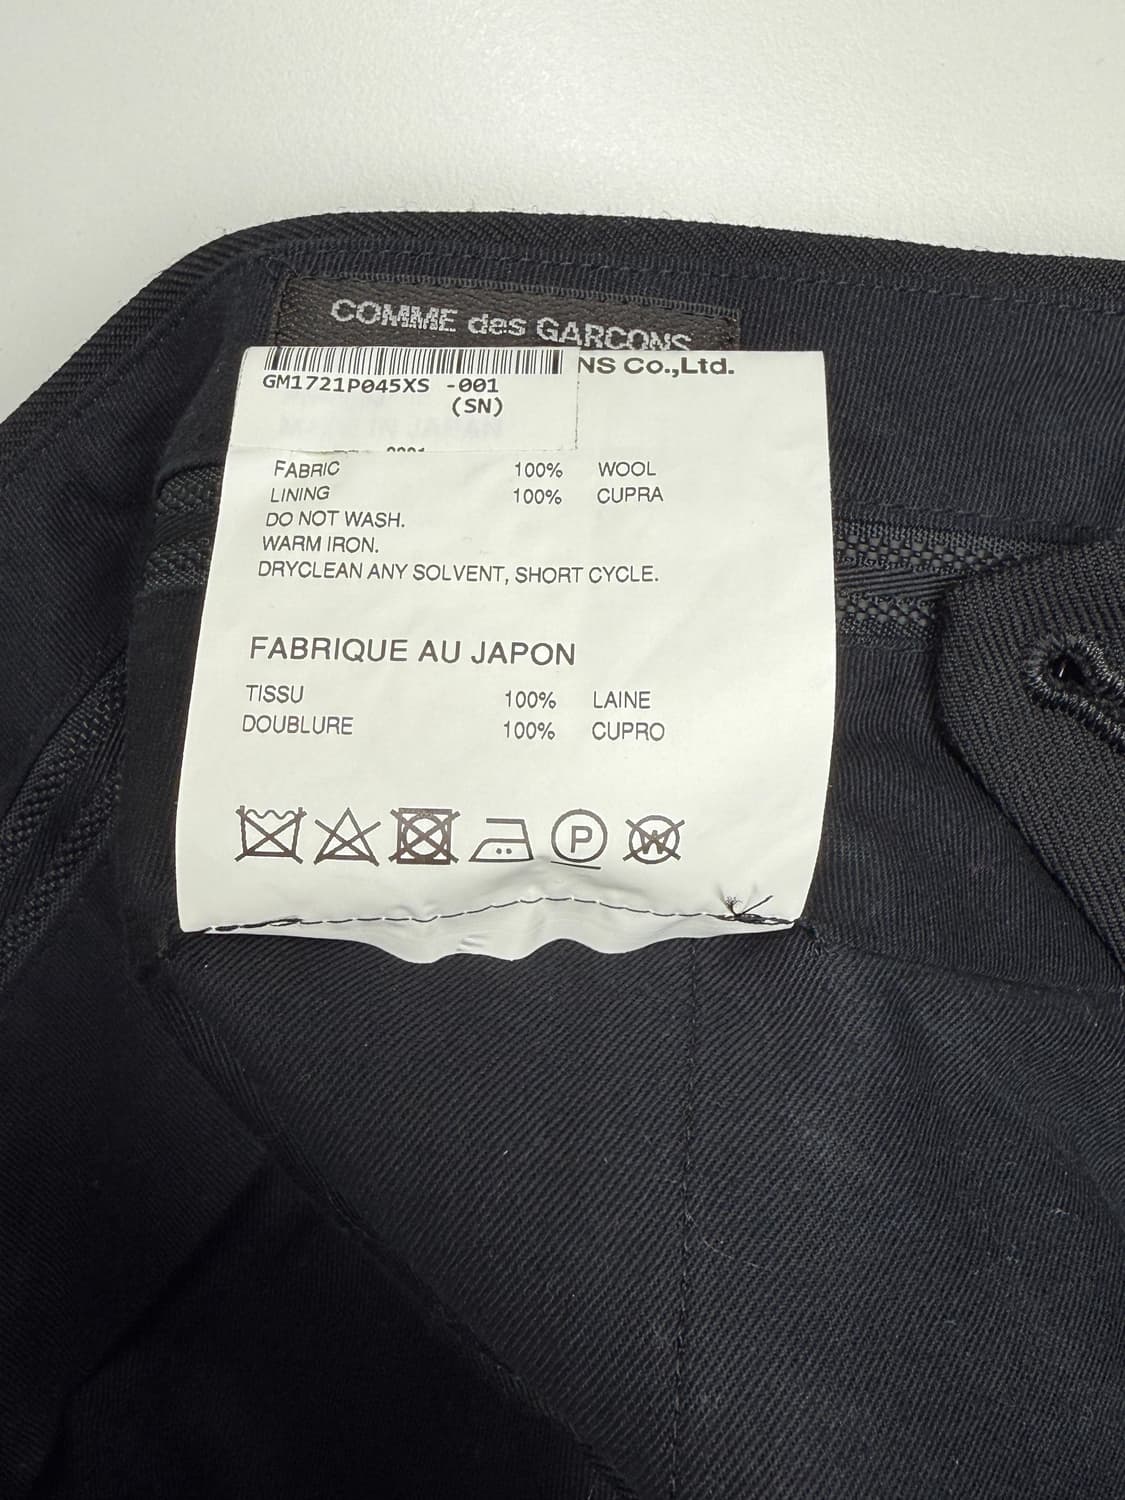 COMME des GARCONS
NS Co.,Ltd.
GM1721P045XS -001
(SN)
FABRIC 100% WOOL
LINING 100% CUPRA
DO NOT WASH.
WARM IRON.
DRYCLEAN ANY SOLVENT, SHORT CYCLE.
FABRIQUE AU JAPON
TISSU 100% LAINE
DOUBLURE 100% CUPRO
P
W